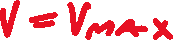 V = VMAX